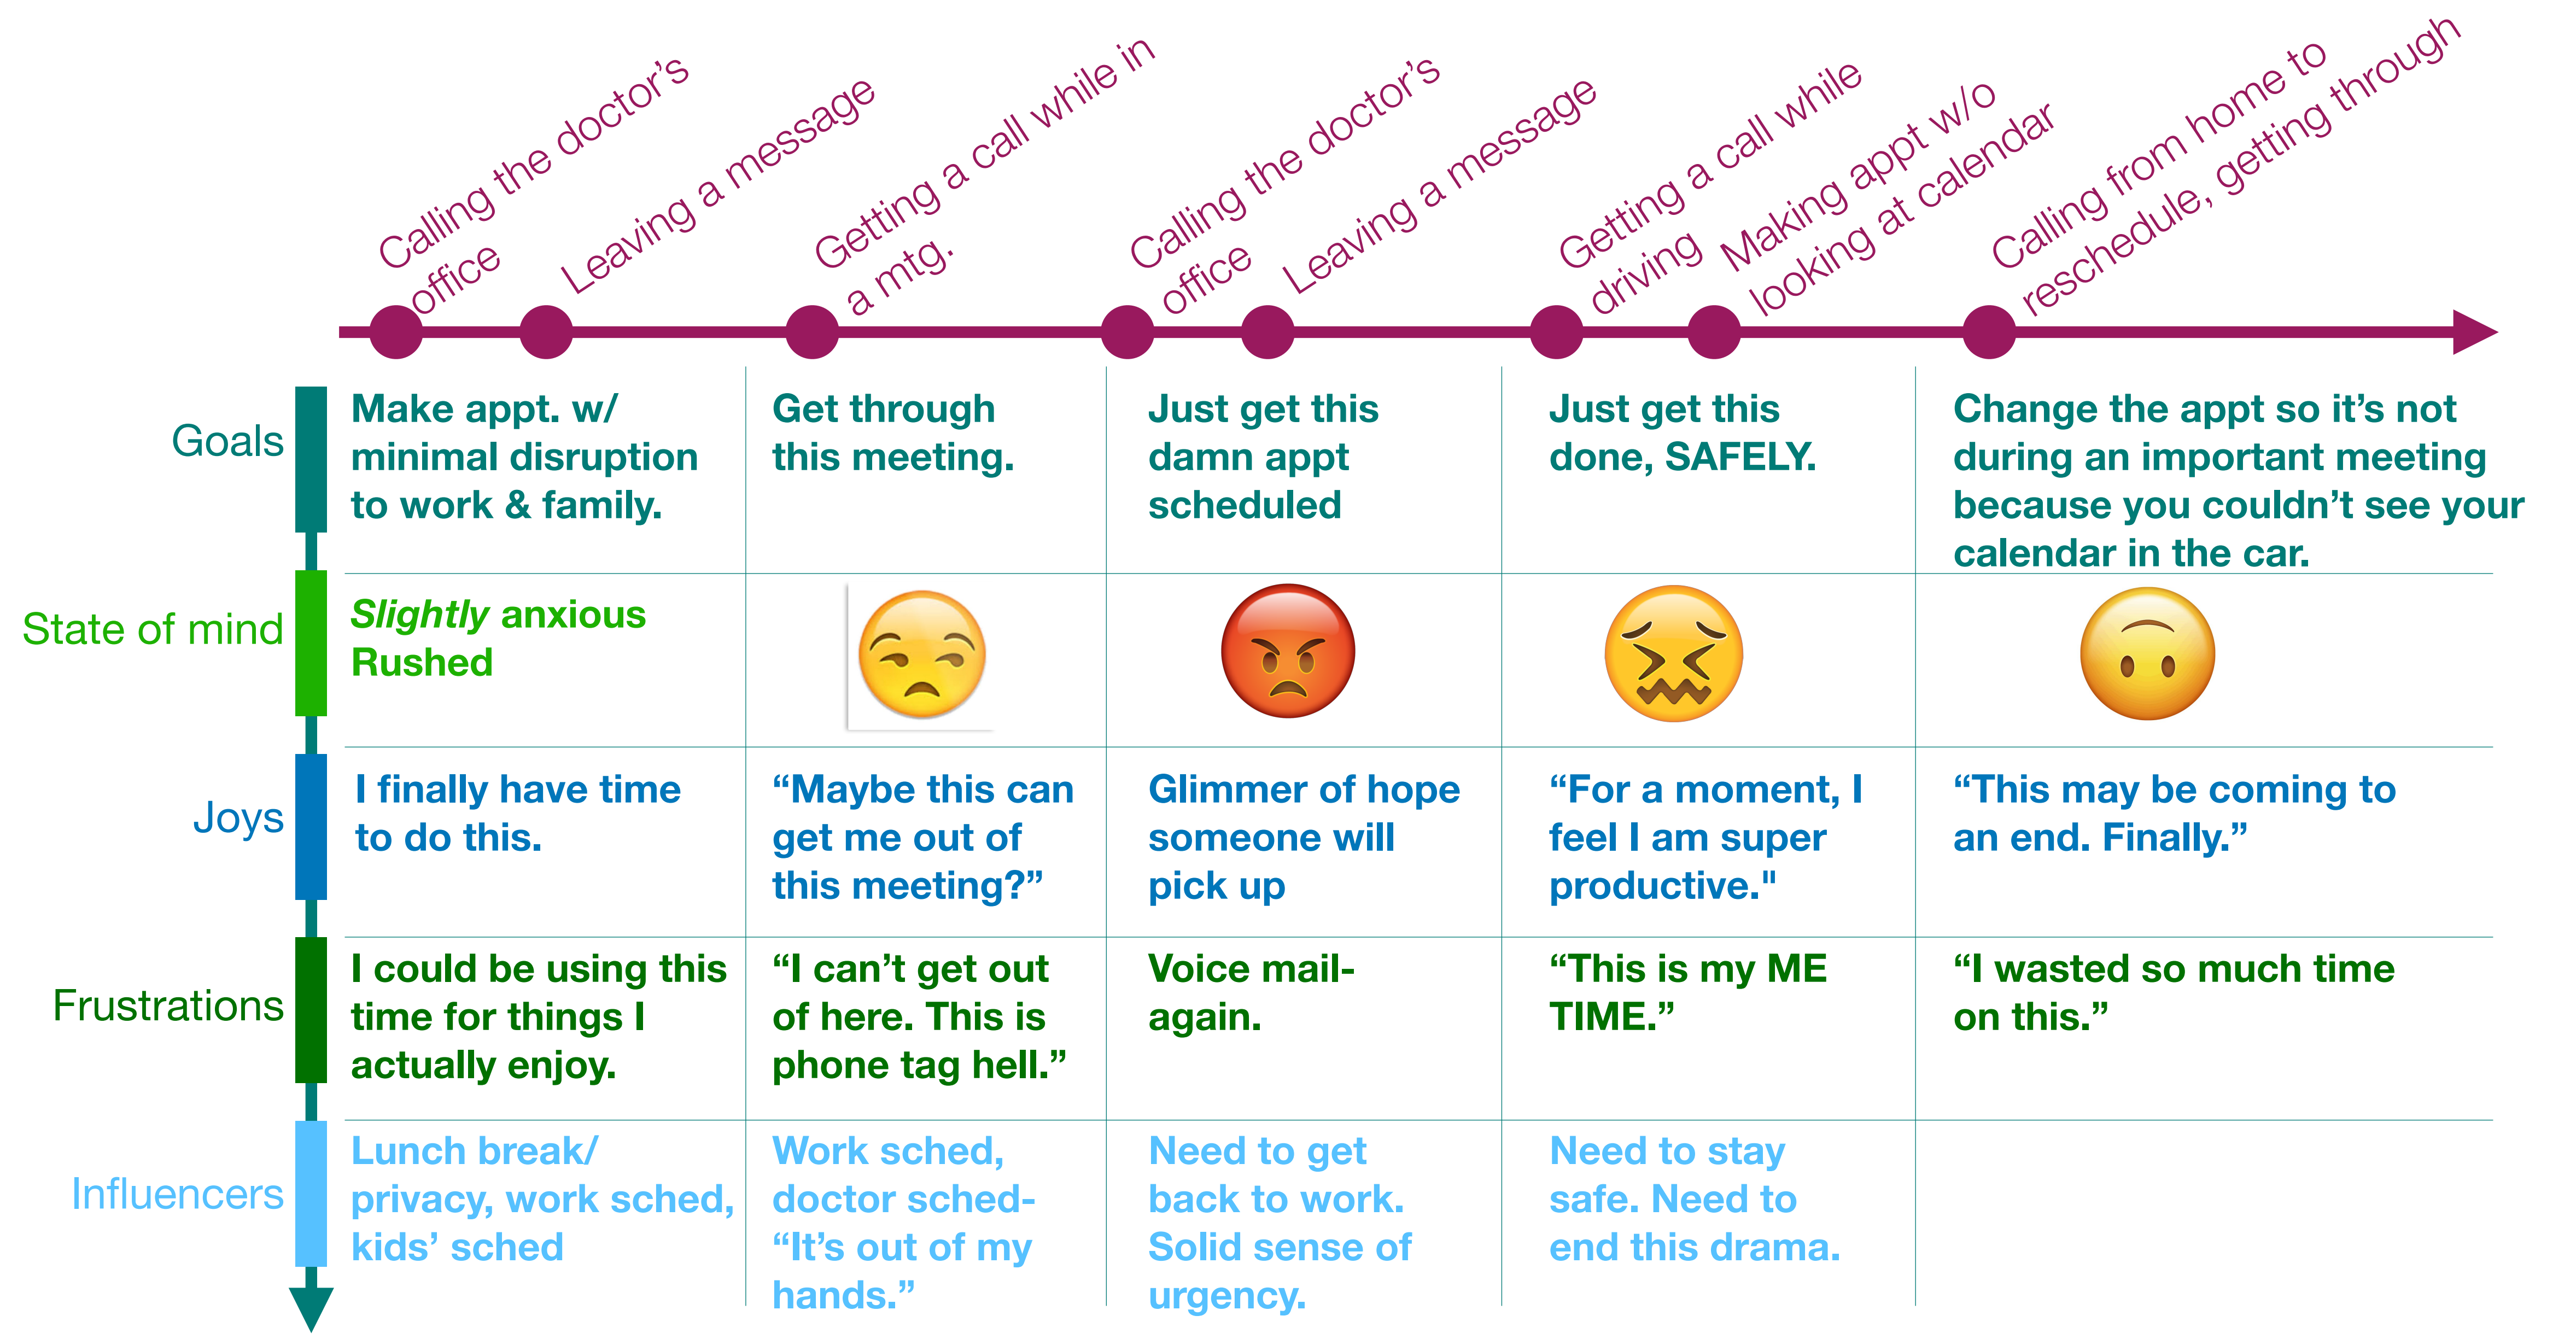 Calling the doctor’s
office
Leaving a message
Getting a call while in
a mtg.
Calling the doctor’s
office
Leaving a message
Getting a call while
driving
Making appt w/o
looking at calendar
Calling from home to
reschedule, getting through
Goals
Make appt. w/
minimal disruption
to work & family.
Get through
this meeting.
Just get this
damn appt
scheduled
Just get this
done, SAFELY.
Change the appt so it’s not
during an important meeting
because you couldn’t see your
calendar in the car.
State of mind
Slightly anxious
Rushed
Joys
I finally have time
to do this.
“Maybe this can
get me out of
this meeting?”
Glimmer of hope
someone will
pick up
“For a moment, I
feel I am super
productive."
“This may be coming to
an end. Finally.”
Frustrations
I could be using this
time for things I
actually enjoy.
“I can’t get out
of here. This is
phone tag hell.”
Voice mail-
again.
“This is my ME
TIME.”
“I wasted so much time
on this.”
Influencers
Lunch break/
privacy, work sched,
kids’ sched
Work sched,
doctor sched-
“It’s out of my
hands.”
Need to get
back to work.
Solid sense of
urgency.
Need to stay
safe. Need to
end this drama.